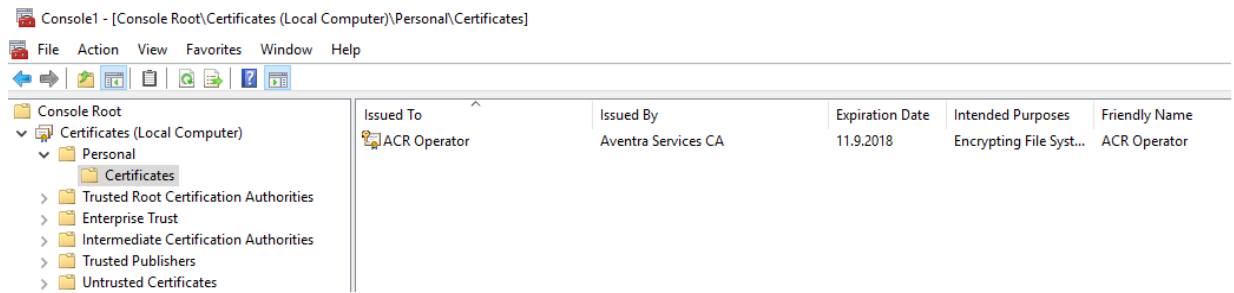 Console1 - [Console Root\Certificates (Local Computer)\Personal\Certificates]
File Action View Favorites Window Help
Console Root
Certificates (Local Computer)
Personal
Certificates
Trusted Root Certification Authorities
Enterprise Trust
Intermediate Certification Authorities
Trusted Publishers
Untrusted Certificates
Issued To Issued By Expiration Date Intended Purposes Friendly Name
ACR Operator Aventra Services CA 11.9.2018 Encrypting File Syst... ACR Operator